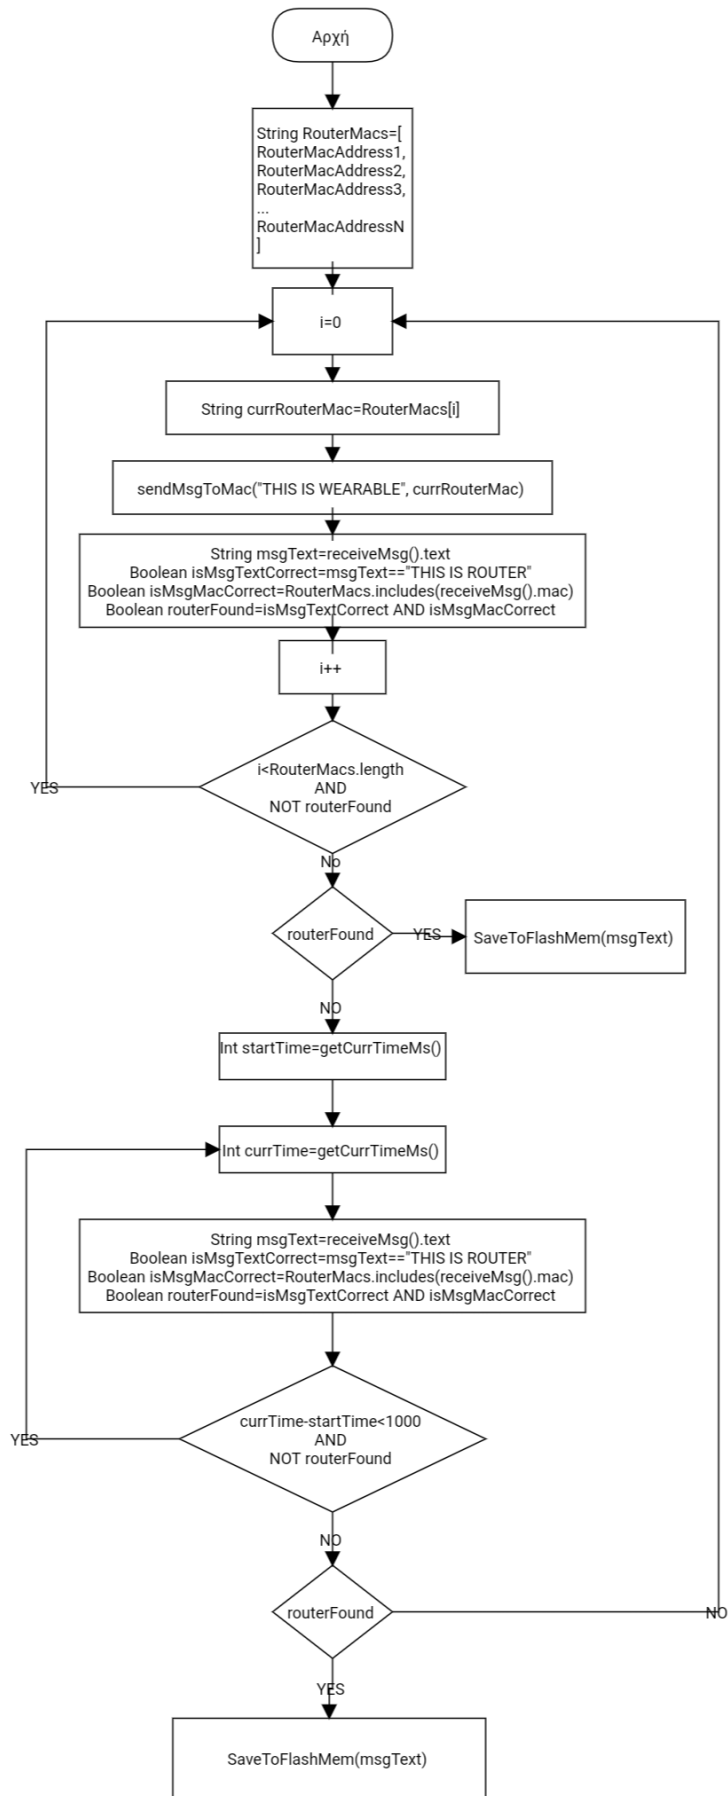 Αρχή
String RouterMacs=[
RouterMacAddress1,
RouterMacAddress2,
RouterMacAddress3,
...
RouterMacAddressN
]
i=0
String currRouterMac=RouterMacs[i]
sendMsgToMac("THIS IS WEARABLE", currRouterMac)
String msgText=receiveMsg().text
Boolean isMsgTextCorrect=msgText=="THIS IS ROUTER"
Boolean isMsgMacCorrect=RouterMacs.includes(receiveMsg().mac)
Boolean routerFound=isMsgTextCorrect AND isMsgMacCorrect
i++
i<RouterMacs.length
AND
NOT routerFound
YES
No
routerFound
YES
SaveToFlashMem(msgText)
NO
Int startTime=getCurrTimeMs()
Int currTime=getCurrTimeMs()
String msgText=receiveMsg().text
Boolean isMsgTextCorrect=msgText=="THIS IS ROUTER"
Boolean isMsgMacCorrect=RouterMacs.includes(receiveMsg().mac)
Boolean routerFound=isMsgTextCorrect AND isMsgMacCorrect
currTime-startTime<1000
AND
NOT routerFound
YES
NO
routerFound
NO
YES
SaveToFlashMem(msgText)